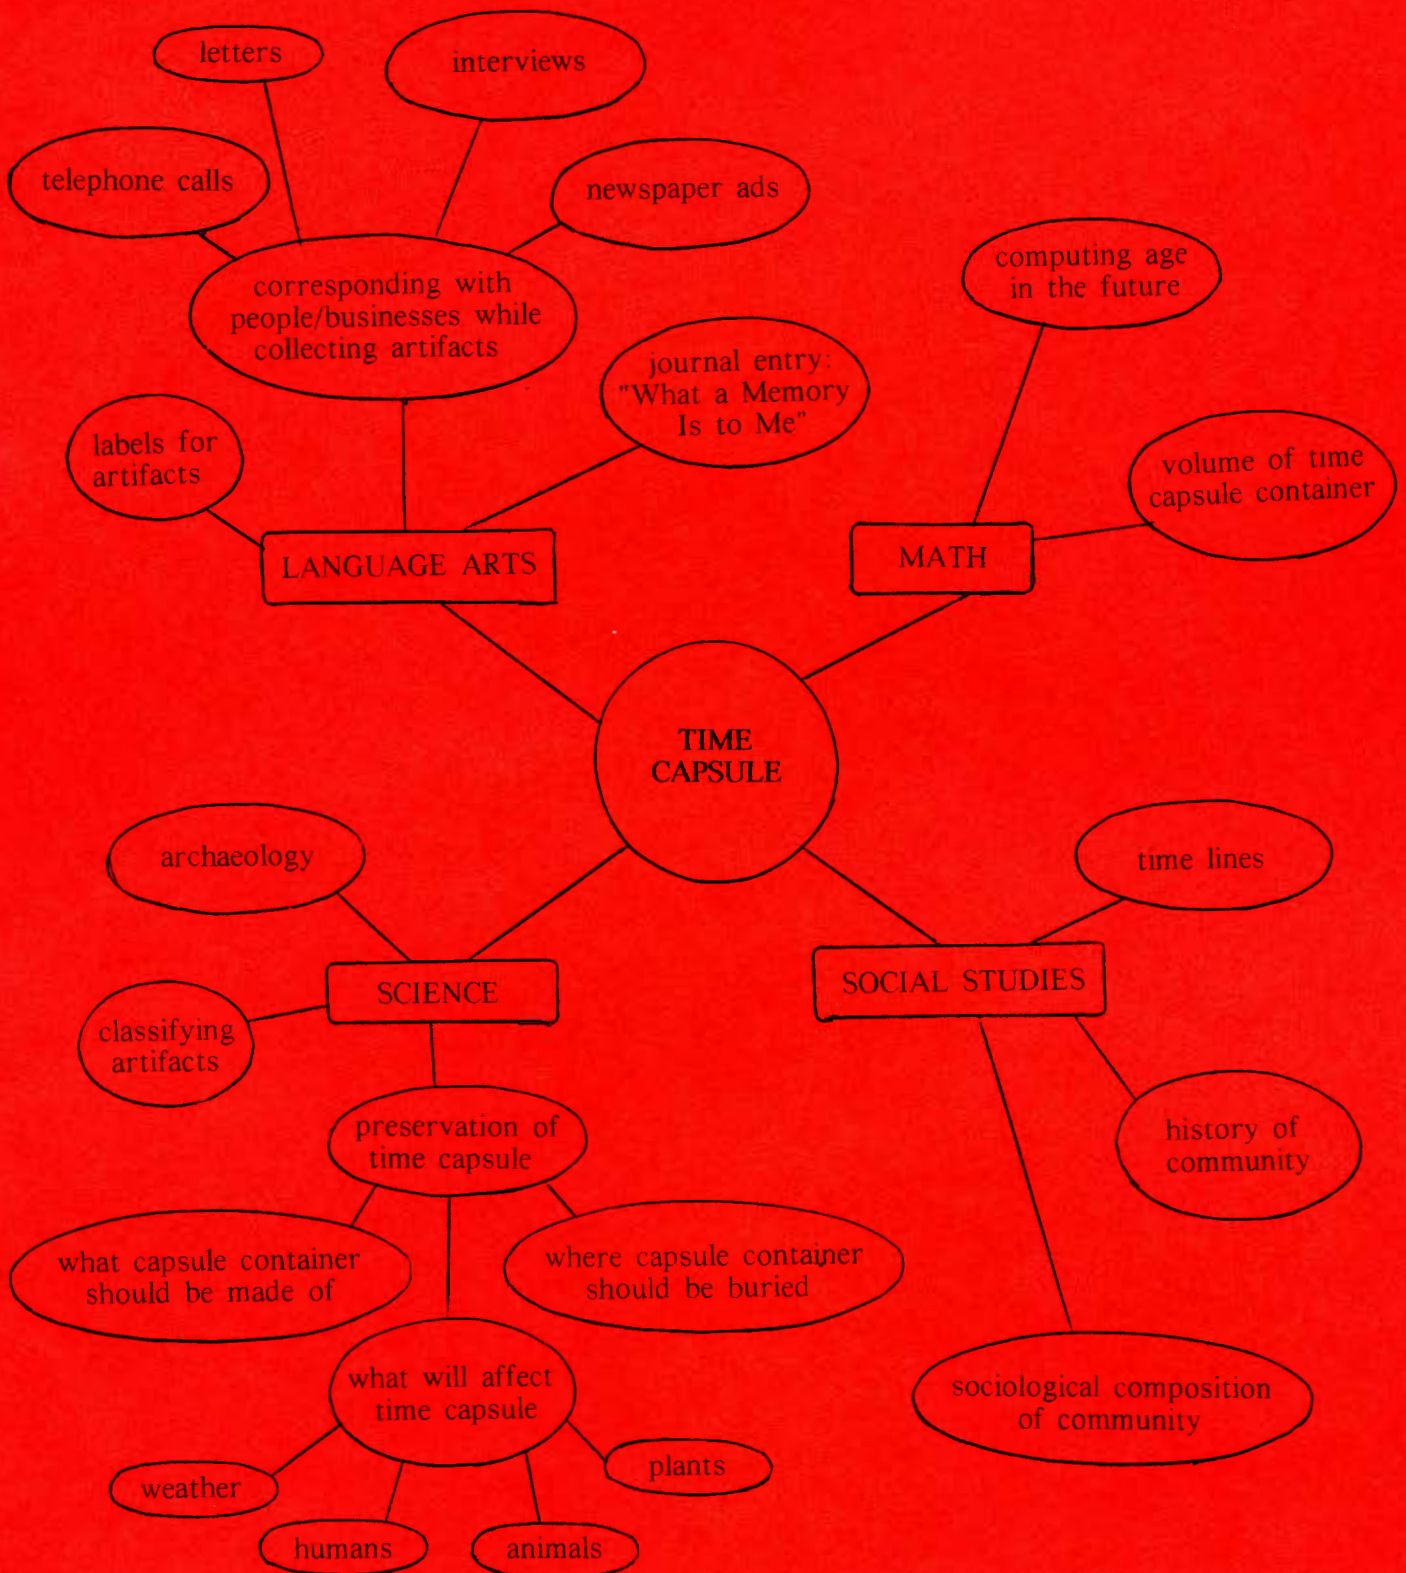 letters
interviews
telephone calls
newspaper ads
corresponding with
people/businesses while
collecting artifacts
computing age
in the future
journal entry:
"What a Memory
Is to Me"
labels for
artifacts
volume of time
capsule container
LANGUAGE ARTS
MATH
TIME
CAPSULE
archaeology
time lines
SCIENCE
SOCIAL STUDIES
classifying
artifacts
preservation of
time capsule
history of
community
what capsule container
should be made of
where capsule container
should be buried
what will affect
time capsule
sociological composition
of community
weather
plants
humans
animals